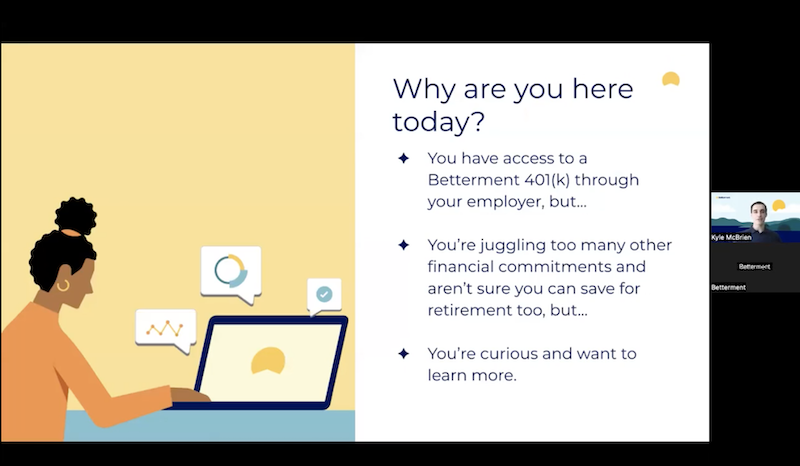 Why are you here
today?
You have access to a
Betterment 401(k) through
your employer, but...
You're juggling too many other
financial commitments and
aren't sure you can save for
retirement too, but...
You're curious and want to
learn more.
Kyle McBrien
Betterment
Betterment